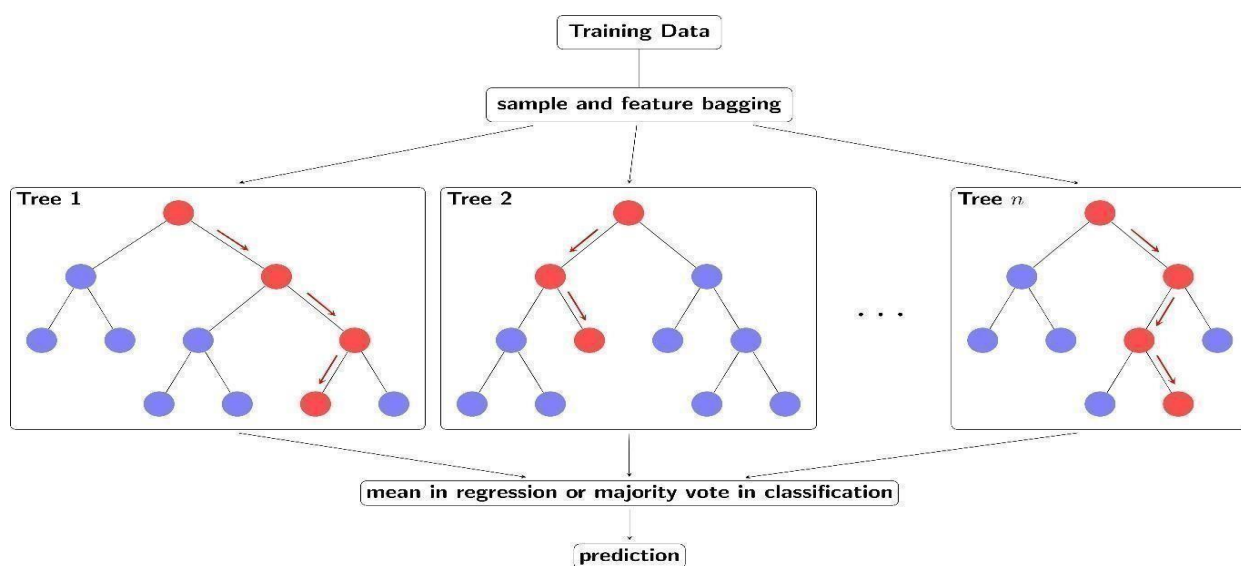 Training Data
sample and feature bagging
Tree 1
Tree 2
Tree n
. . .
mean in regression or majority vote in classification
prediction